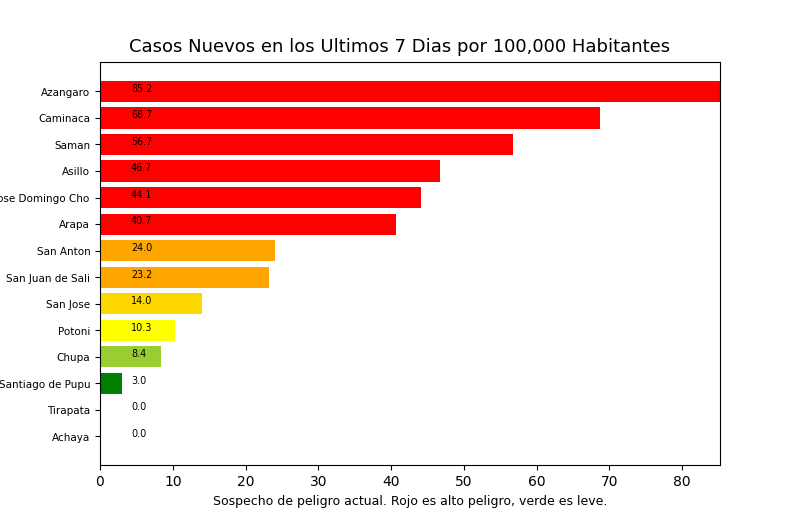 Casos Nuevos en los Ultimos 7 Dias por 100,000 Habitantes
Azangaro 85.2
Caminaca 68.7
Saman 56.7
Asillo 46.7
ose Domingo Cho 44.1
Arapa 40.7
San Anton 24.0
San Juan de Sali 23.2
San Jose 14.0
Potoni 10.3
Chupa 8.4
Santiago de Pupu 3.0
Tirapata 0.0
Achaya 0.0
0 10 20 30 40 50 60 70 80
Sospecho de peligro actual. Rojo es alto peligro, verde es leve.